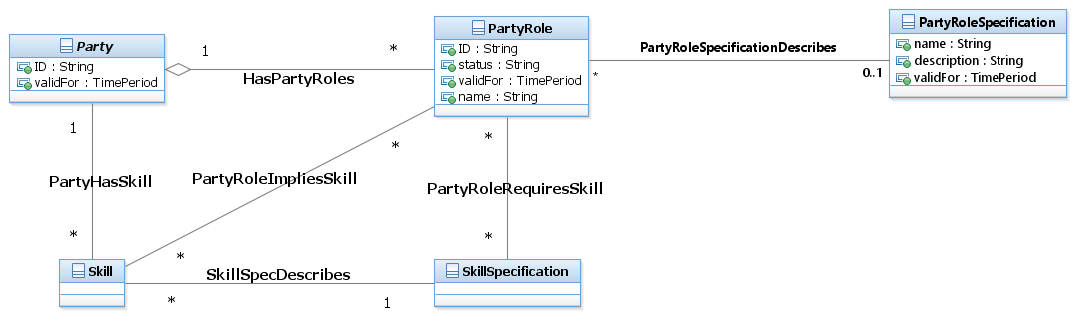 Party
ID : String
validFor : TimePeriod
1
*
HasPartyRoles
PartyRole
ID : String
status : String
validFor : TimePeriod
name : String
PartyRoleSpecificationDescribes
*
0..1
PartyRoleSpecification
name : String
description : String
validFor : TimePeriod
1
PartyHasSkill
*
*
PartyRoleImpliesSkill
*
*
PartyRoleRequiresSkill
*
Skill
SkillSpecDescribes
*
1
SkillSpecification